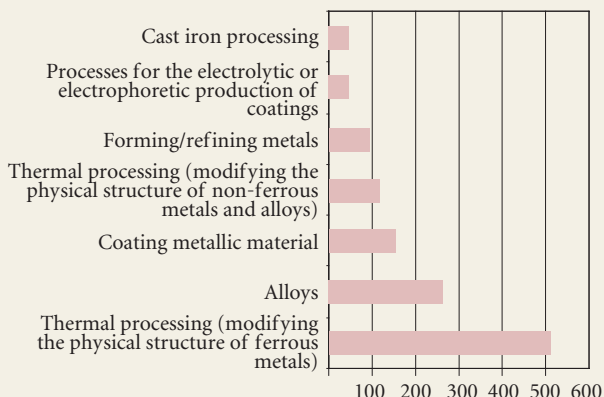 Cast iron processing
Processes for the electrolytic or
electrophoretic production of
coatings
Forming/refining metals
Thermal processing (modifying the
physical structure of non-ferrous
metals and alloys)
Coating metallic material
Alloys
Thermal processing (modifying
the physical structure of ferrous
metals)
100 200 300 400 500 600